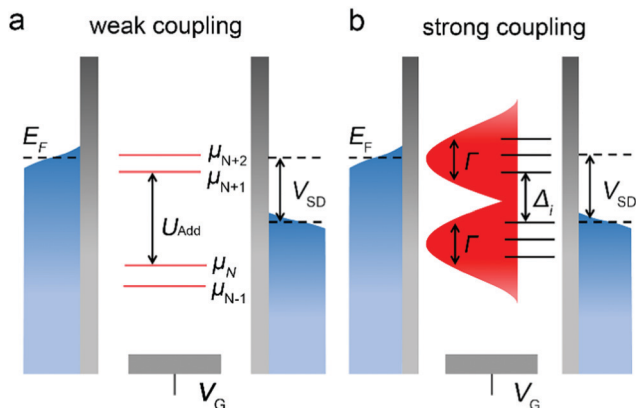 a
weak coupling
E_F
μ_N+2
μ_N+1
U_Add
μ_N
μ_N-1
V_SD
V_G
b
strong coupling
E_F
Γ
Γ
Δ_i
V_SD
V_G